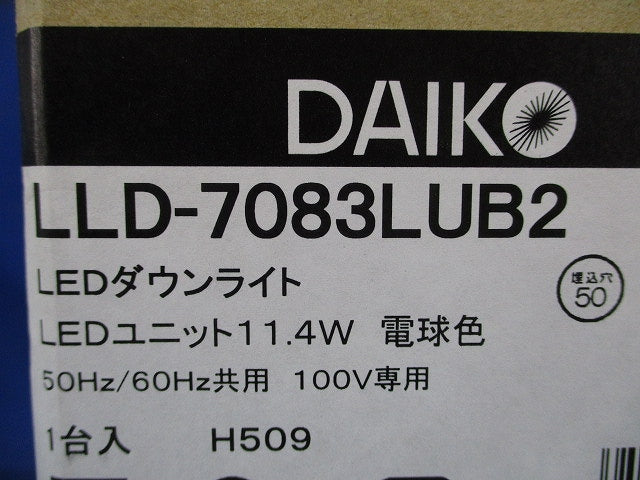 DAIKO
LLD-7083LUB2
LEDダウンライト
埋込穴
50
LEDユニット11.4W 電球色
50Hz/60Hz共用 100V専用
1台入 H509